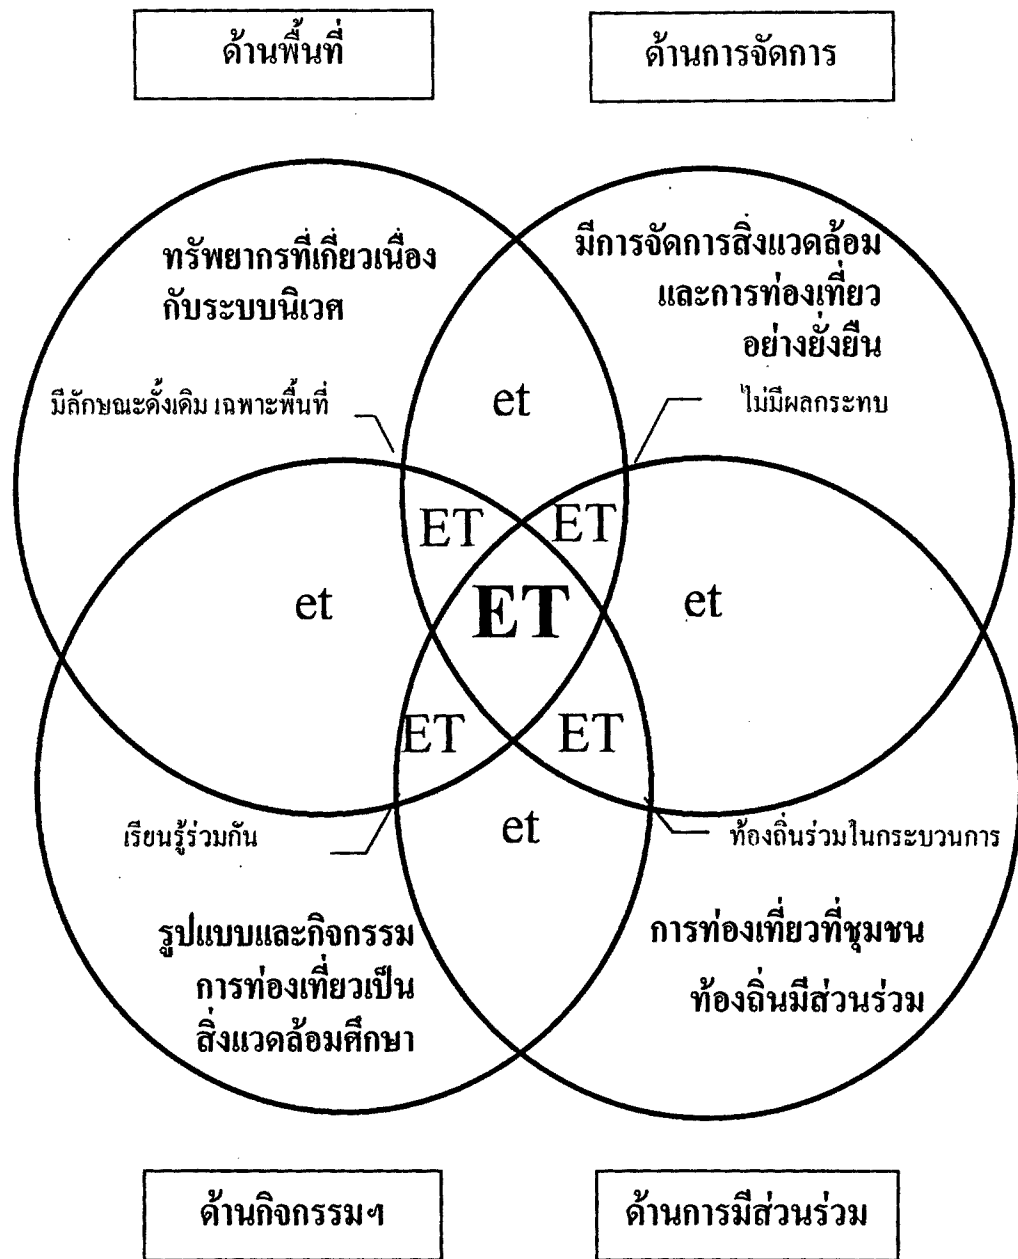 ด้านพื้นที่
ด้านการจัดการ
ทรัพยากรที่เกี่ยวเนื่อง
กับระบบนิเวศ
มีการจัดการสิ่งแวดล้อม
และการท่องเที่ยว
อย่างยั่งยืน
มีลักษณะดั้งเดิม เฉพาะพื้นที่
et
ไม่มีผลกระทบ
ET
ET
et
ET
et
ET
ET
เรียนรู้ร่วมกัน
et
ท้องถิ่นร่วมในกระบวนการ
รูปแบบและกิจกรรม
การท่องเที่ยวเป็น
สิ่งแวดล้อมศึกษา
การท่องเที่ยวที่ชุมชน
ท้องถิ่นมีส่วนร่วม
ด้านกิจกรรมฯ
ด้านการมีส่วนร่วม